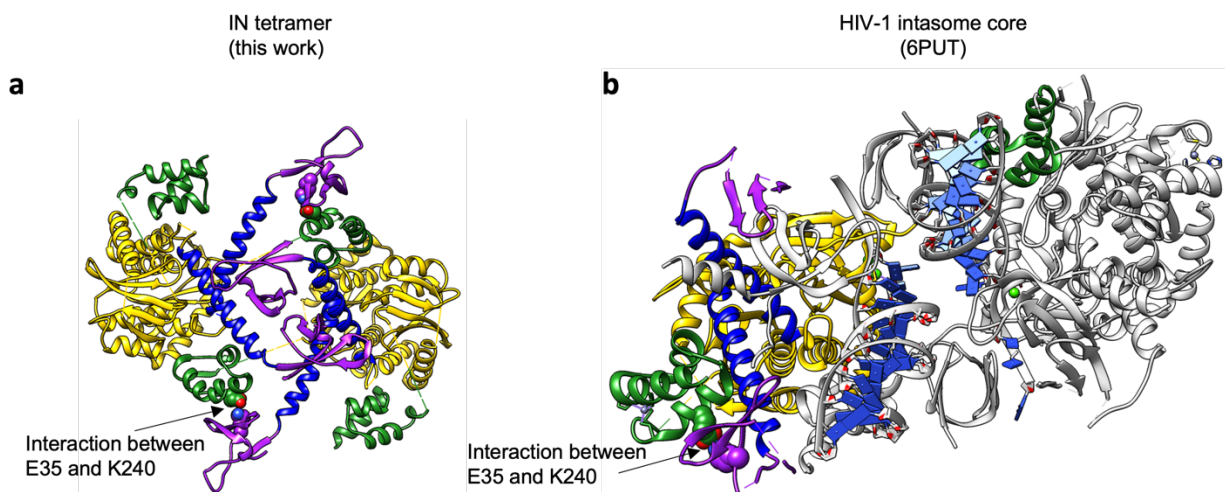 IN tetramer
(this work)
HIV-1 intasome core
(6PUT)
a
b
Interaction between
E35 and K240
Interaction between
E35 and K240